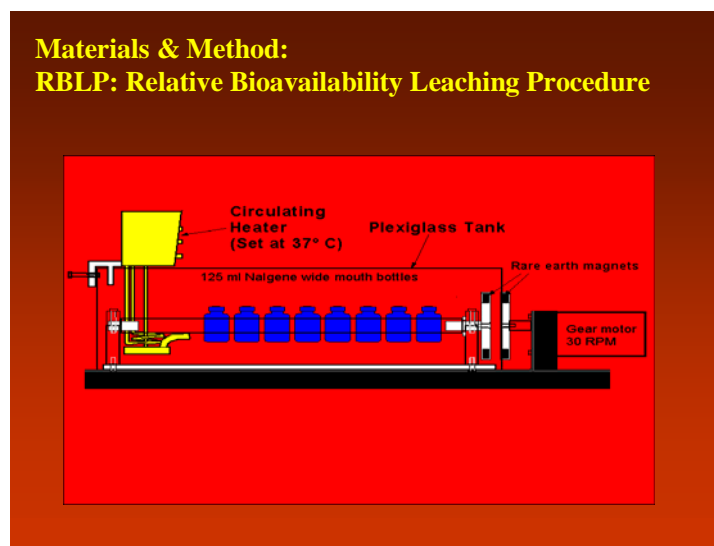 Materials & Method:
RBLP: Relative Bioavailability Leaching Procedure
Circulating
Heater
(Set at 37° C)
Plexiglass Tank
Rare earth magnets
125 ml Nalgene wide mouth bottles
Gear motor
30 RPM